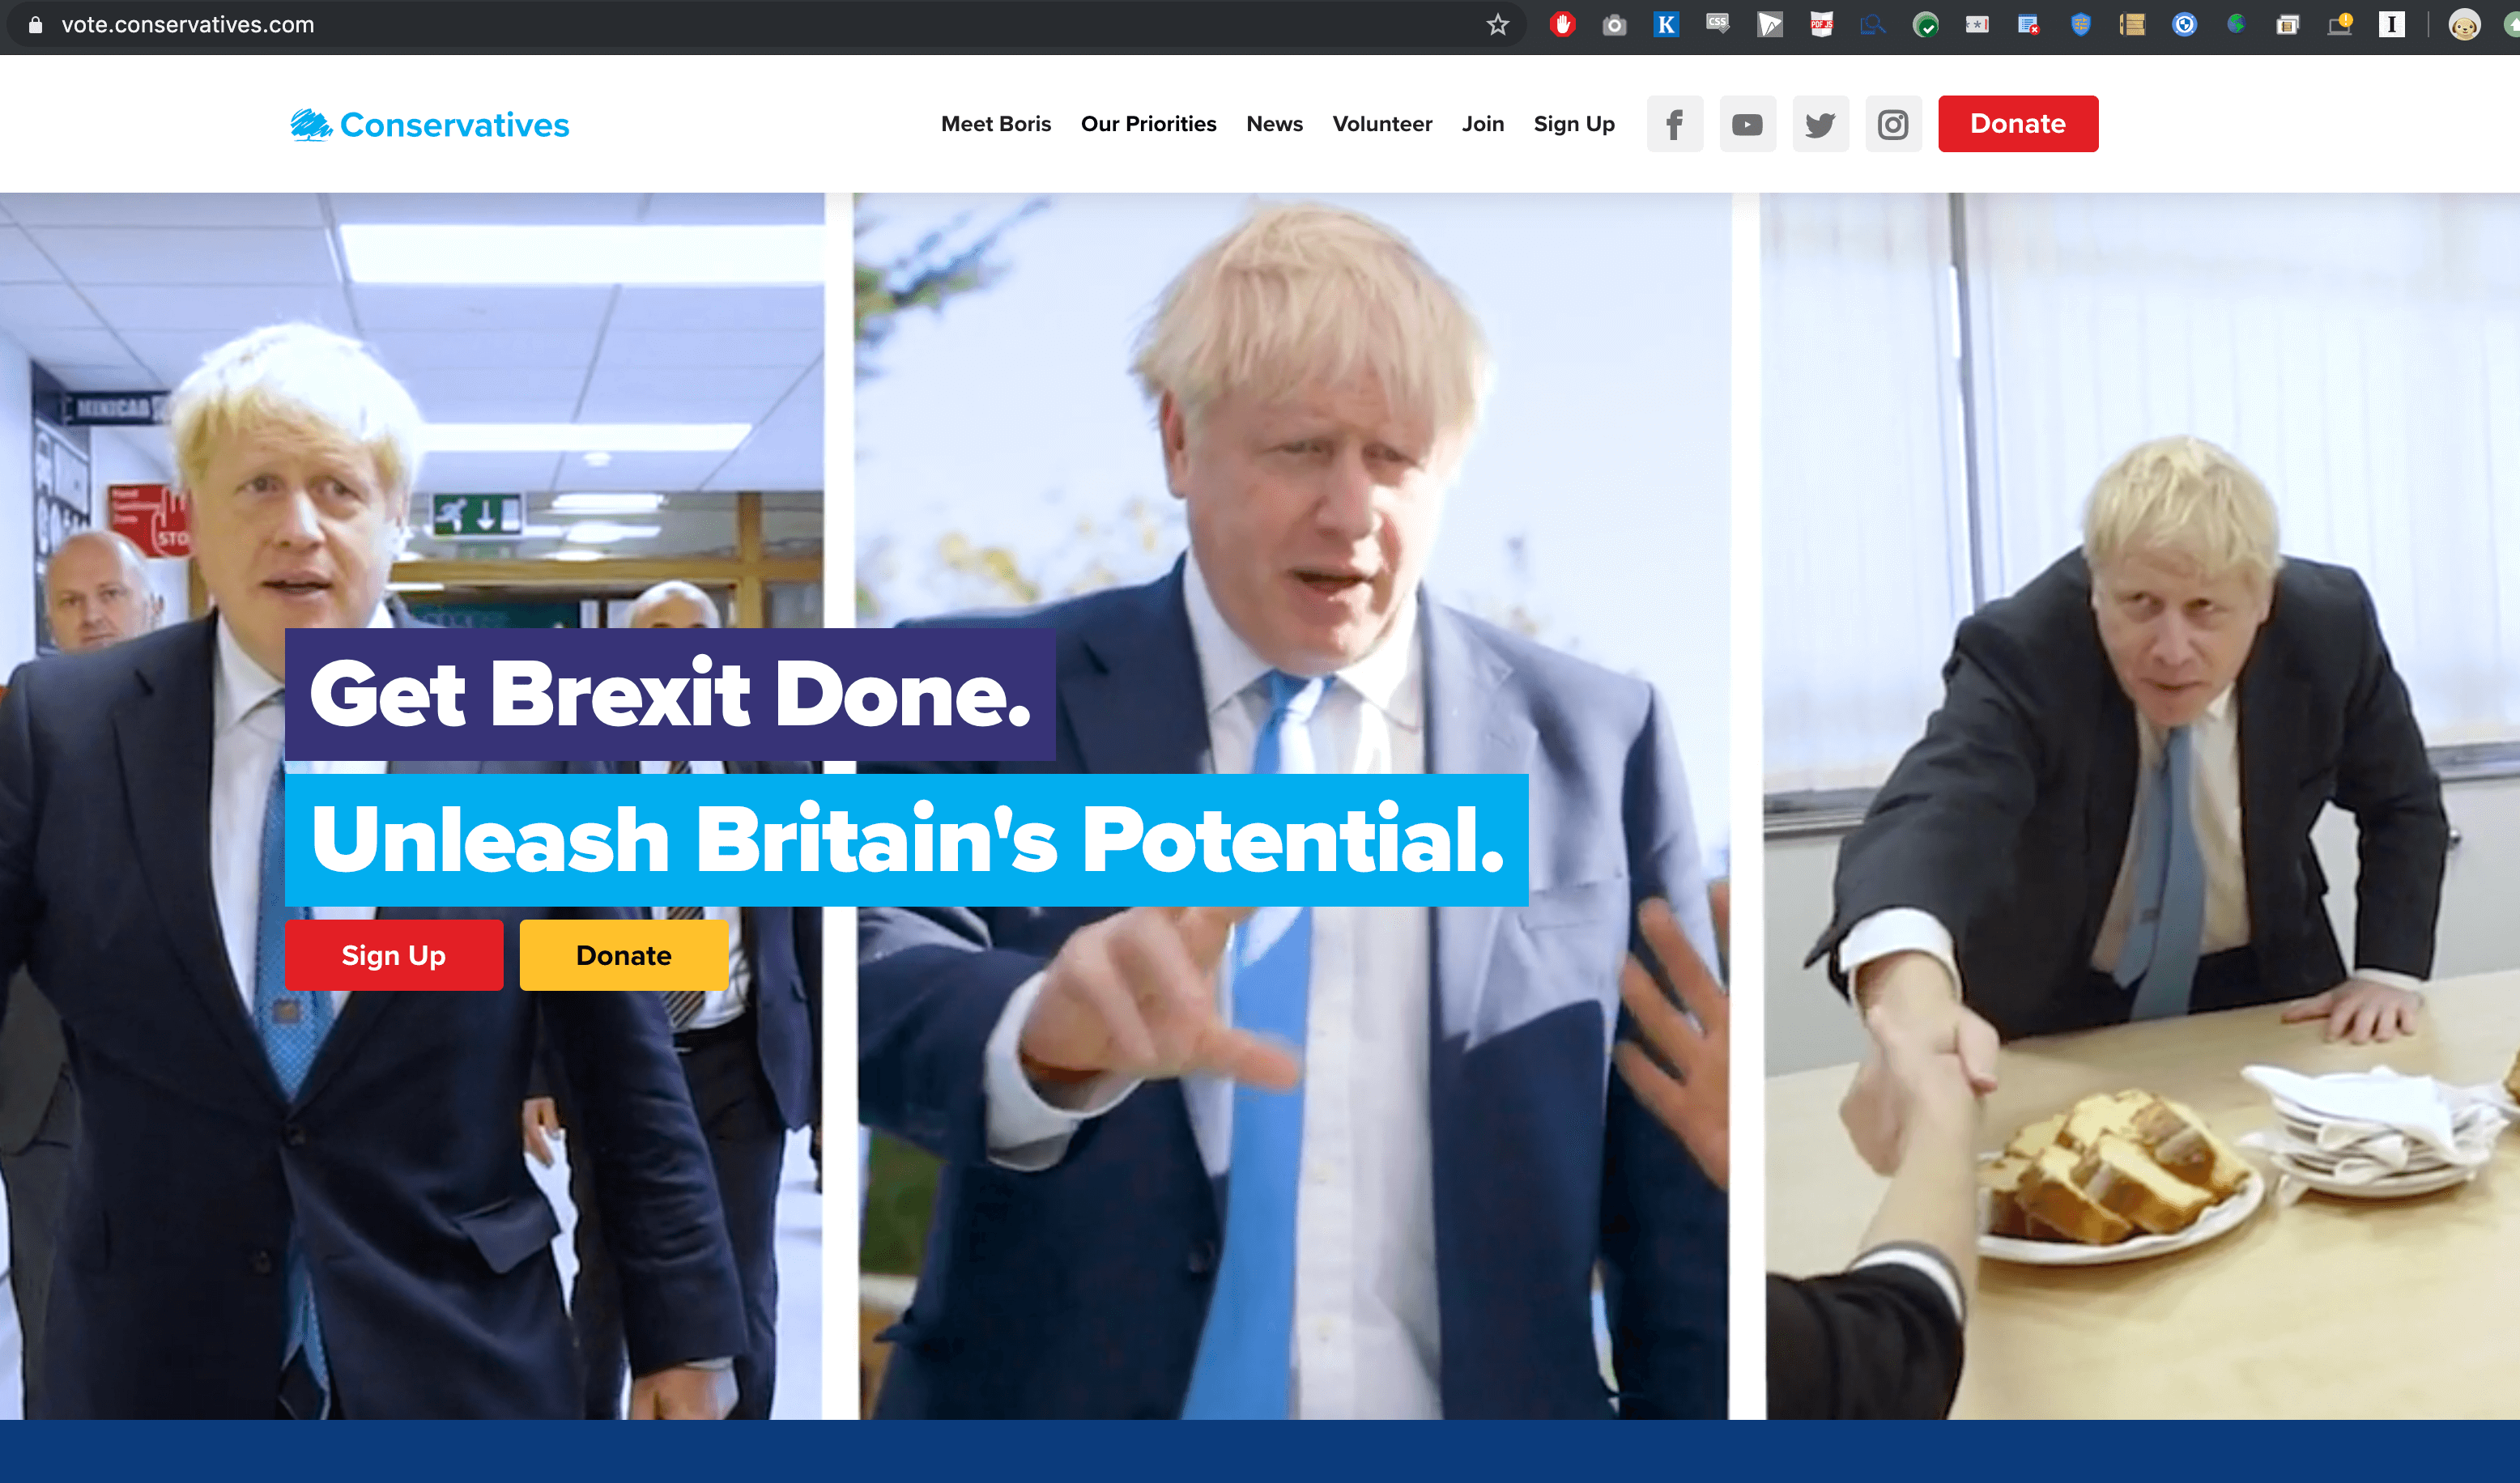 vote.conservatives.com
Conservatives
Meet Boris
Our Priorities
News
Volunteer
Join
Sign Up
Donate
MINICAB
STO
Get Brexit Done.
Unleash Britain's Potential.
Sign Up
Donate